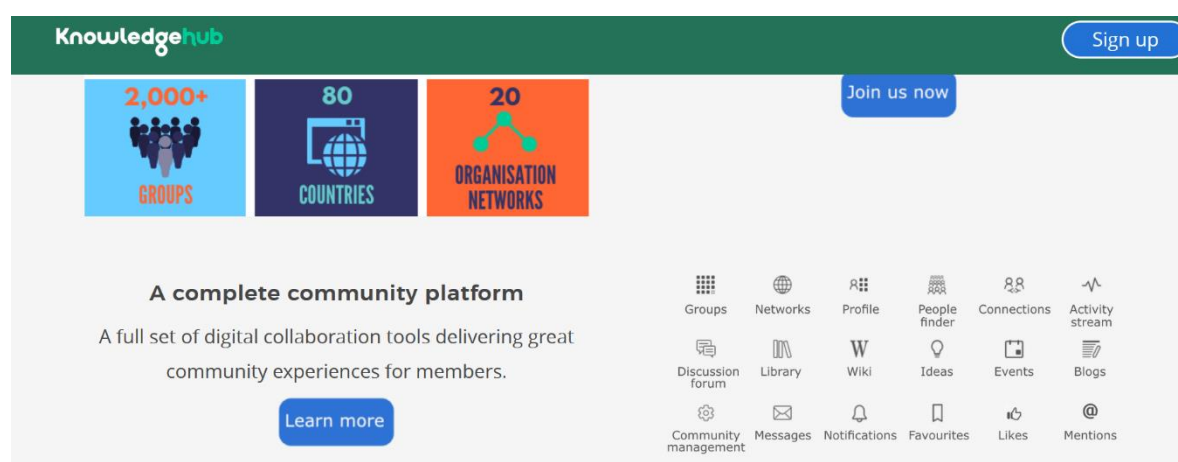 Knowledgehub
Sign up
2,000+
GROUPS
80
COUNTRIES
20
ORGANISATION
NETWORKS
Join us now
A complete community platform
A full set of digital collaboration tools delivering great
community experiences for members.
Learn more
Groups Networks Profile People finder Connections Activity stream
Discussion forum Library W Wiki Ideas Events Blogs
Community management Messages Notifications Favourites Likes @ Mentions